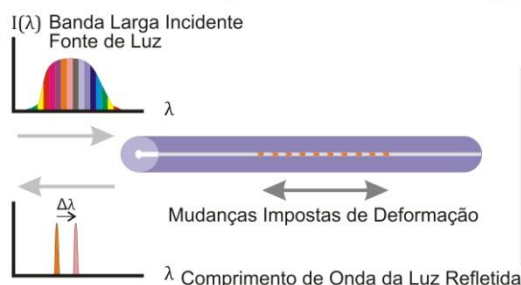 I(λ) Banda Larga Incidente
Fonte de Luz
λ
Δλ
Mudanças Impostas de Deformação
λ Comprimento de Onda da Luz Refletida